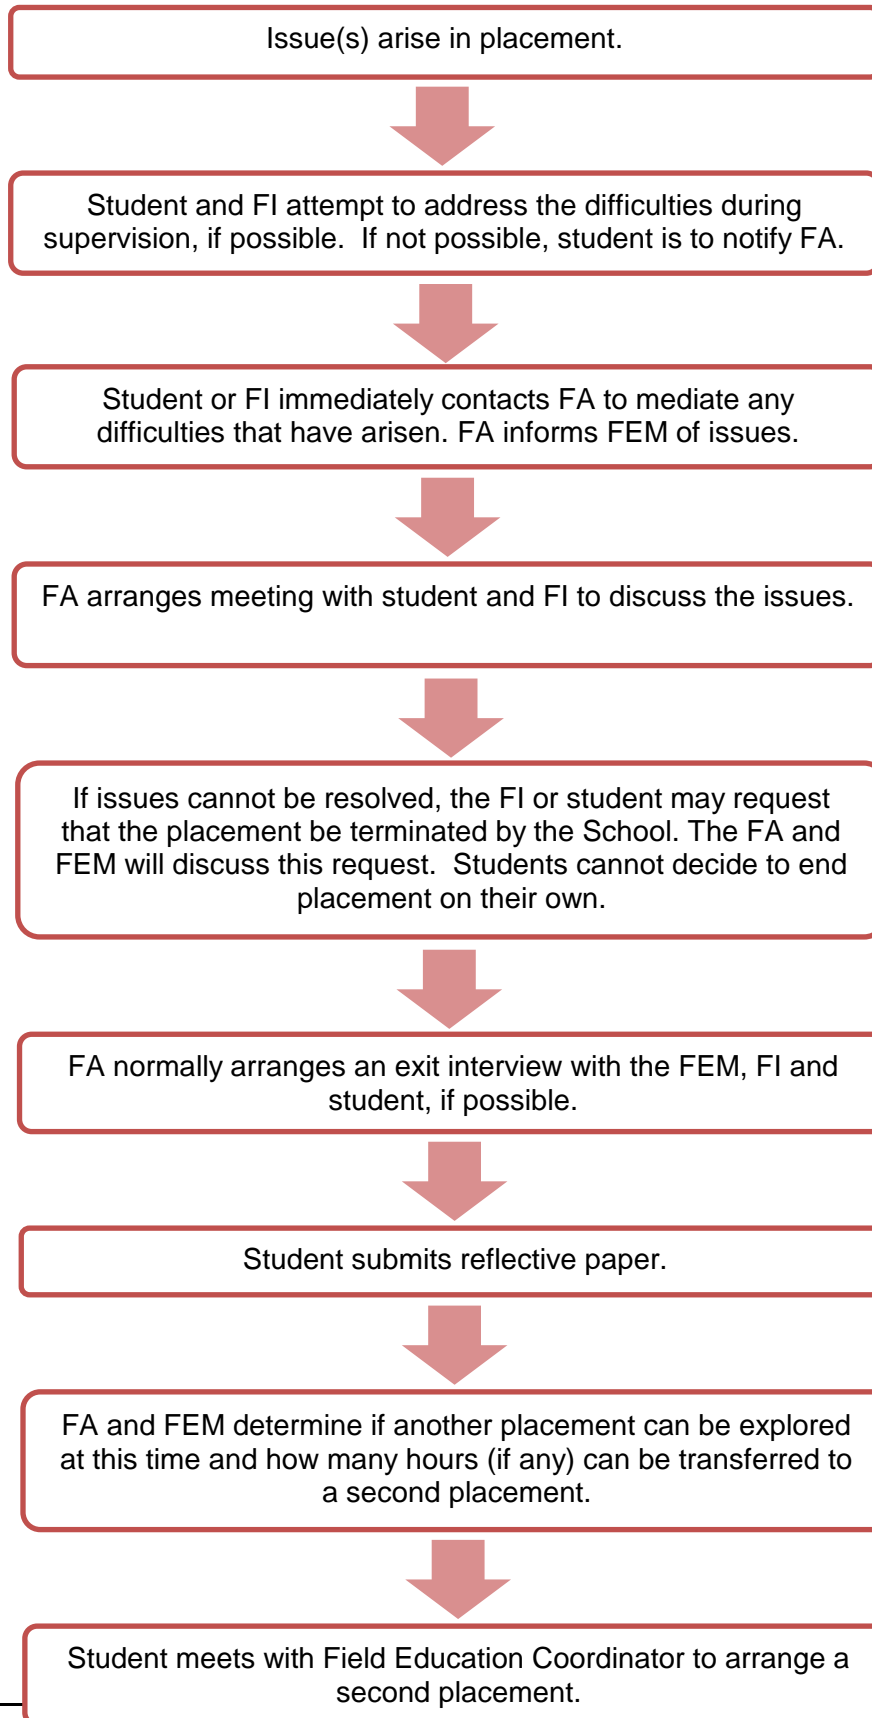 Issue(s) arise in placement.
Student and FI attempt to address the difficulties during
supervision, if possible.  If not possible, student is to notify FA.
Student or FI immediately contacts FA to mediate any
difficulties that have arisen. FA informs FEM of issues.
FA arranges meeting with student and FI to discuss the issues.
If issues cannot be resolved, the FI or student may request
that the placement be terminated by the School. The FA and
FEM will discuss this request.  Students cannot decide to end
placement on their own.
FA normally arranges an exit interview with the FEM, FI and
student, if possible.
Student submits reflective paper.
FA and FEM determine if another placement can be explored
at this time and how many hours (if any) can be transferred to
a second placement.
Student meets with Field Education Coordinator to arrange a
second placement.